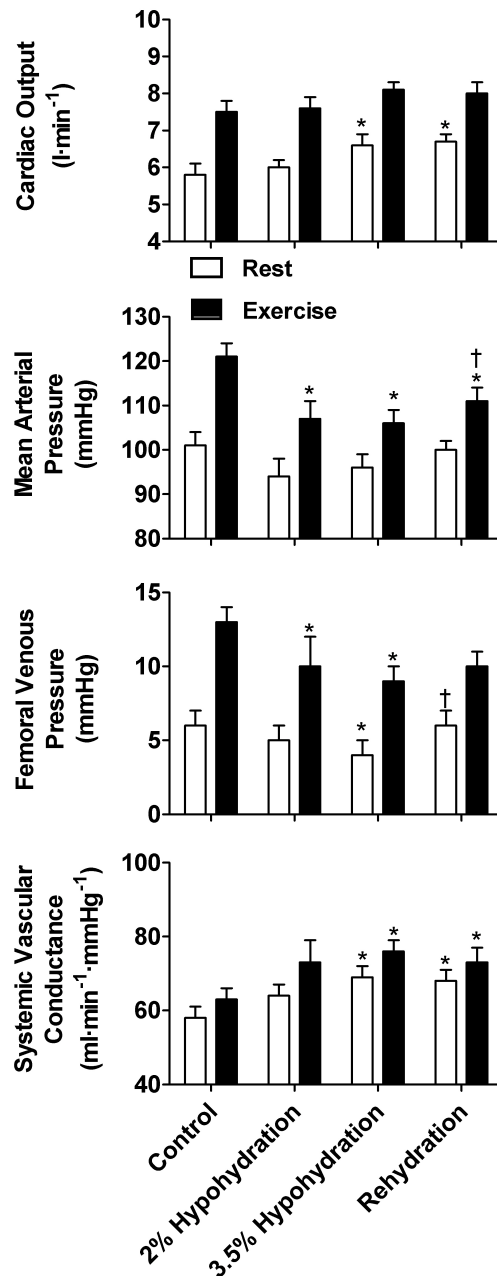 Cardiac Output
(l·min⁻¹)
10
9
8
7
6
5
4
*
*
Rest
Exercise
Mean Arterial
Pressure
(mmHg)
130
120
110
100
90
80
*
*
†
*
Femoral Venous
Pressure
(mmHg)
15
10
5
0
*
*
*
†
Systemic Vascular
Conductance
(ml·min⁻¹·mmHg⁻¹)
100
80
60
40
*
*
*
*
Control
2% Hypohydration
3.5% Hypohydration
Rehydration